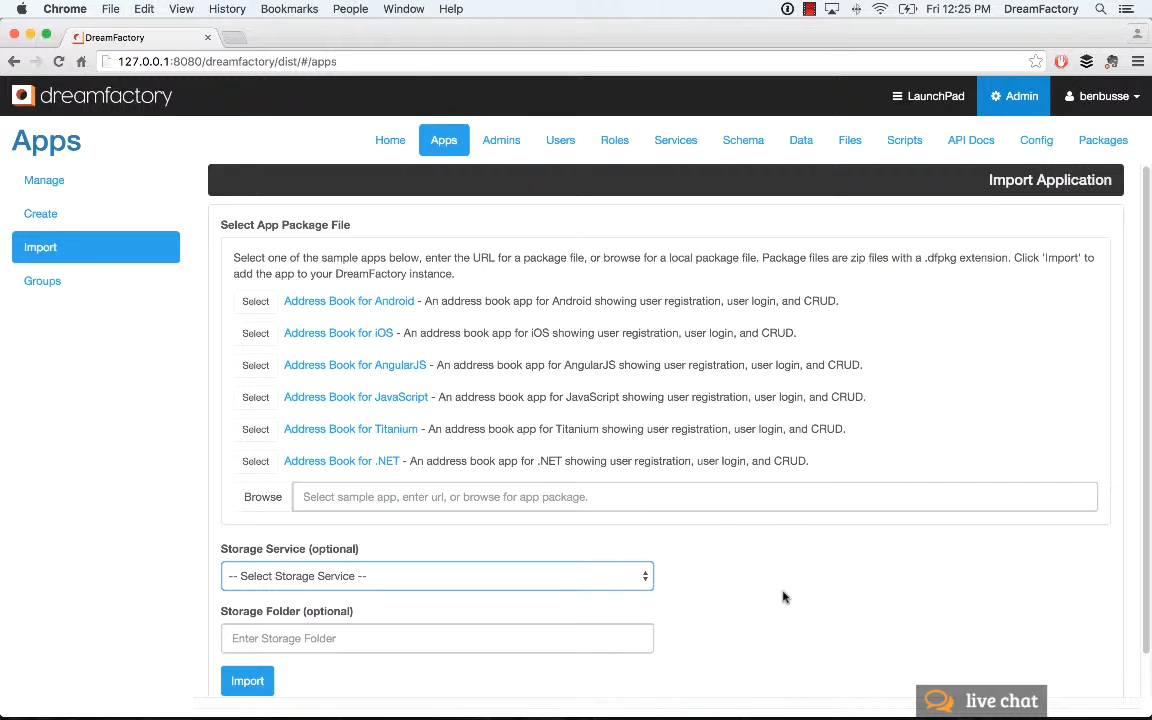 Chrome File Edit View History Bookmarks People Window Help Fri 12:25 PM DreamFactory
DreamFactory
127.0.0.1:8080/dreamfactory/dist/#/apps
dreamfactory LaunchPad Admin benbusse
Apps Home Apps Admins Users Roles Services Schema Data Files Scripts API Docs Config Packages
Manage
Create
Import
Groups
Import Application
Select App Package File
Select one of the sample apps below, enter the URL for a package file, or browse for a local package file. Package files are zip files with a .dfpkg extension. Click 'Import' to
add the app to your DreamFactory instance.
Select Address Book for Android - An address book app for Android showing user registration, user login, and CRUD.
Select Address Book for iOS - An address book app for iOS showing user registration, user login, and CRUD.
Select Address Book for AngularJS - An address book app for AngularJS showing user registration, user login, and CRUD.
Select Address Book for JavaScript - An address book app for JavaScript showing user registration, user login, and CRUD.
Select Address Book for Titanium - An address book app for Titanium showing user registration, user login, and CRUD.
Select Address Book for .NET - An address book app for .NET showing user registration, user login, and CRUD.
Browse Select sample app, enter url, or browse for app package.
Storage Service (optional)
-- Select Storage Service --
Storage Folder (optional)
Enter Storage Folder
Import
live chat